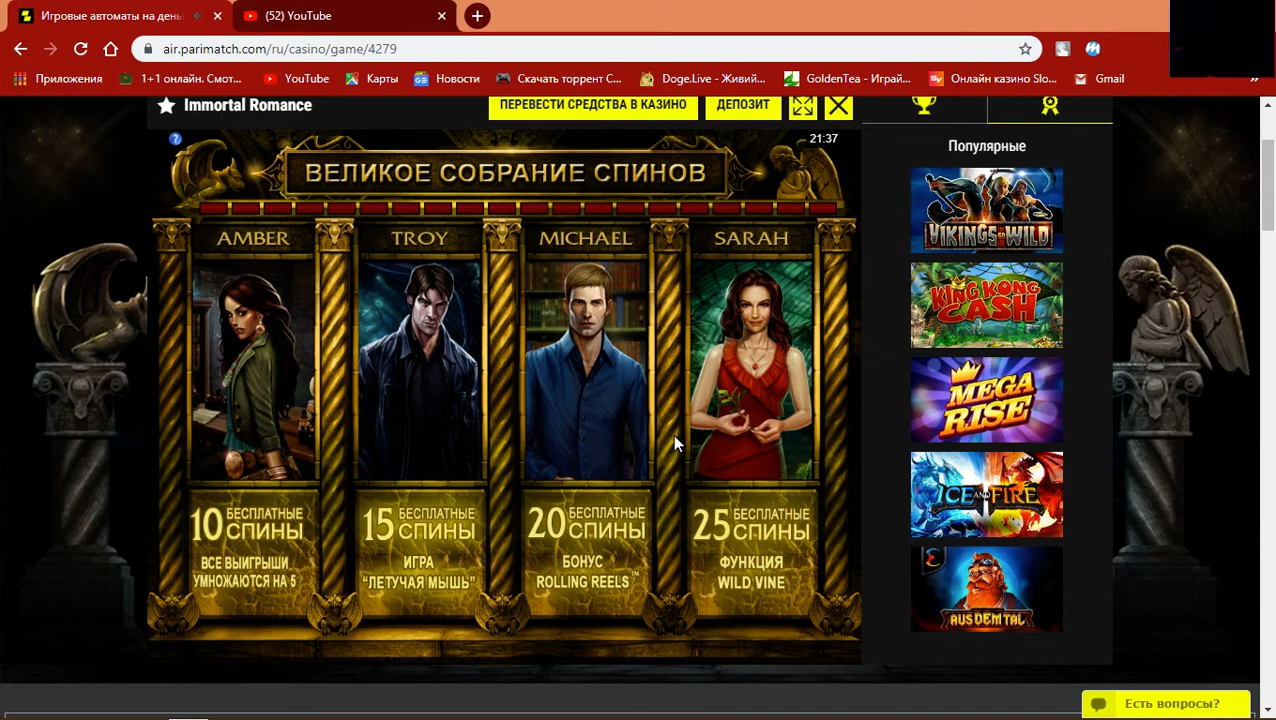 Игровые автоматы на день
(52) YouTube
air.parimatch.com/ru/casino/game/4279
Приложения
1+1 онлайн. Смот...
YouTube
Карты
Новости
Скачать торрент С...
Doge.Live - Живий...
GoldenTea - Играй...
Онлайн казино Slo...
Gmail
»
Immortal Romance
ПЕРЕВЕСТИ СРЕДСТВА В КАЗИНО
ДЕПОЗИТ
21:37
ВЕЛИКОЕ СОБРАНИЕ СПИНОВ
AMBER
TROY
MICHAEL
SARAH
10 БЕСПЛАТНЫЕ СПИНЫ
ВСЕ ВЫИГРЫШИ
УМНОЖАЮТСЯ НА 5
15 БЕСПЛАТНЫЕ СПИНЫ
ИГРА
"ЛЕТУЧАЯ МЫШЬ"
20 БЕСПЛАТНЫЕ СПИНЫ
БОНУС
ROLLING REELS™
25 БЕСПЛАТНЫЕ СПИНЫ
ФУНКЦИЯ
WILD VINE
Популярные
VIKINGS GO WILD
KING KONG
CASH
MEGA
RISE
ICE AND FIRE
AUS DEM TAL
Есть вопросы?